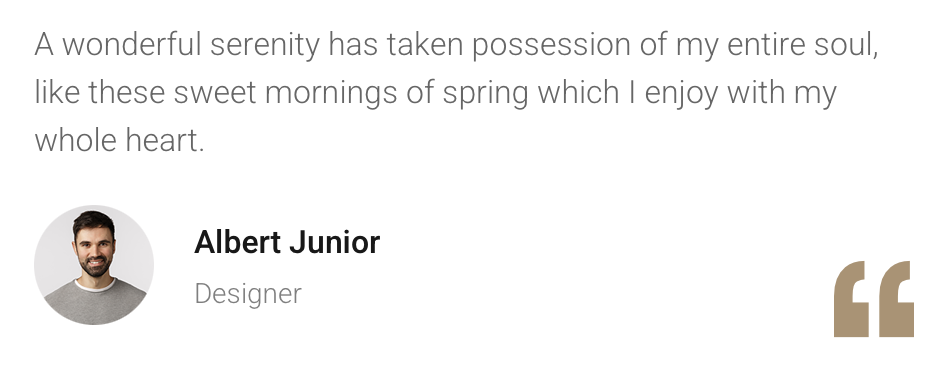 A wonderful serenity has taken possession of my entire soul,
like these sweet mornings of spring which I enjoy with my
whole heart.
Albert Junior
Designer